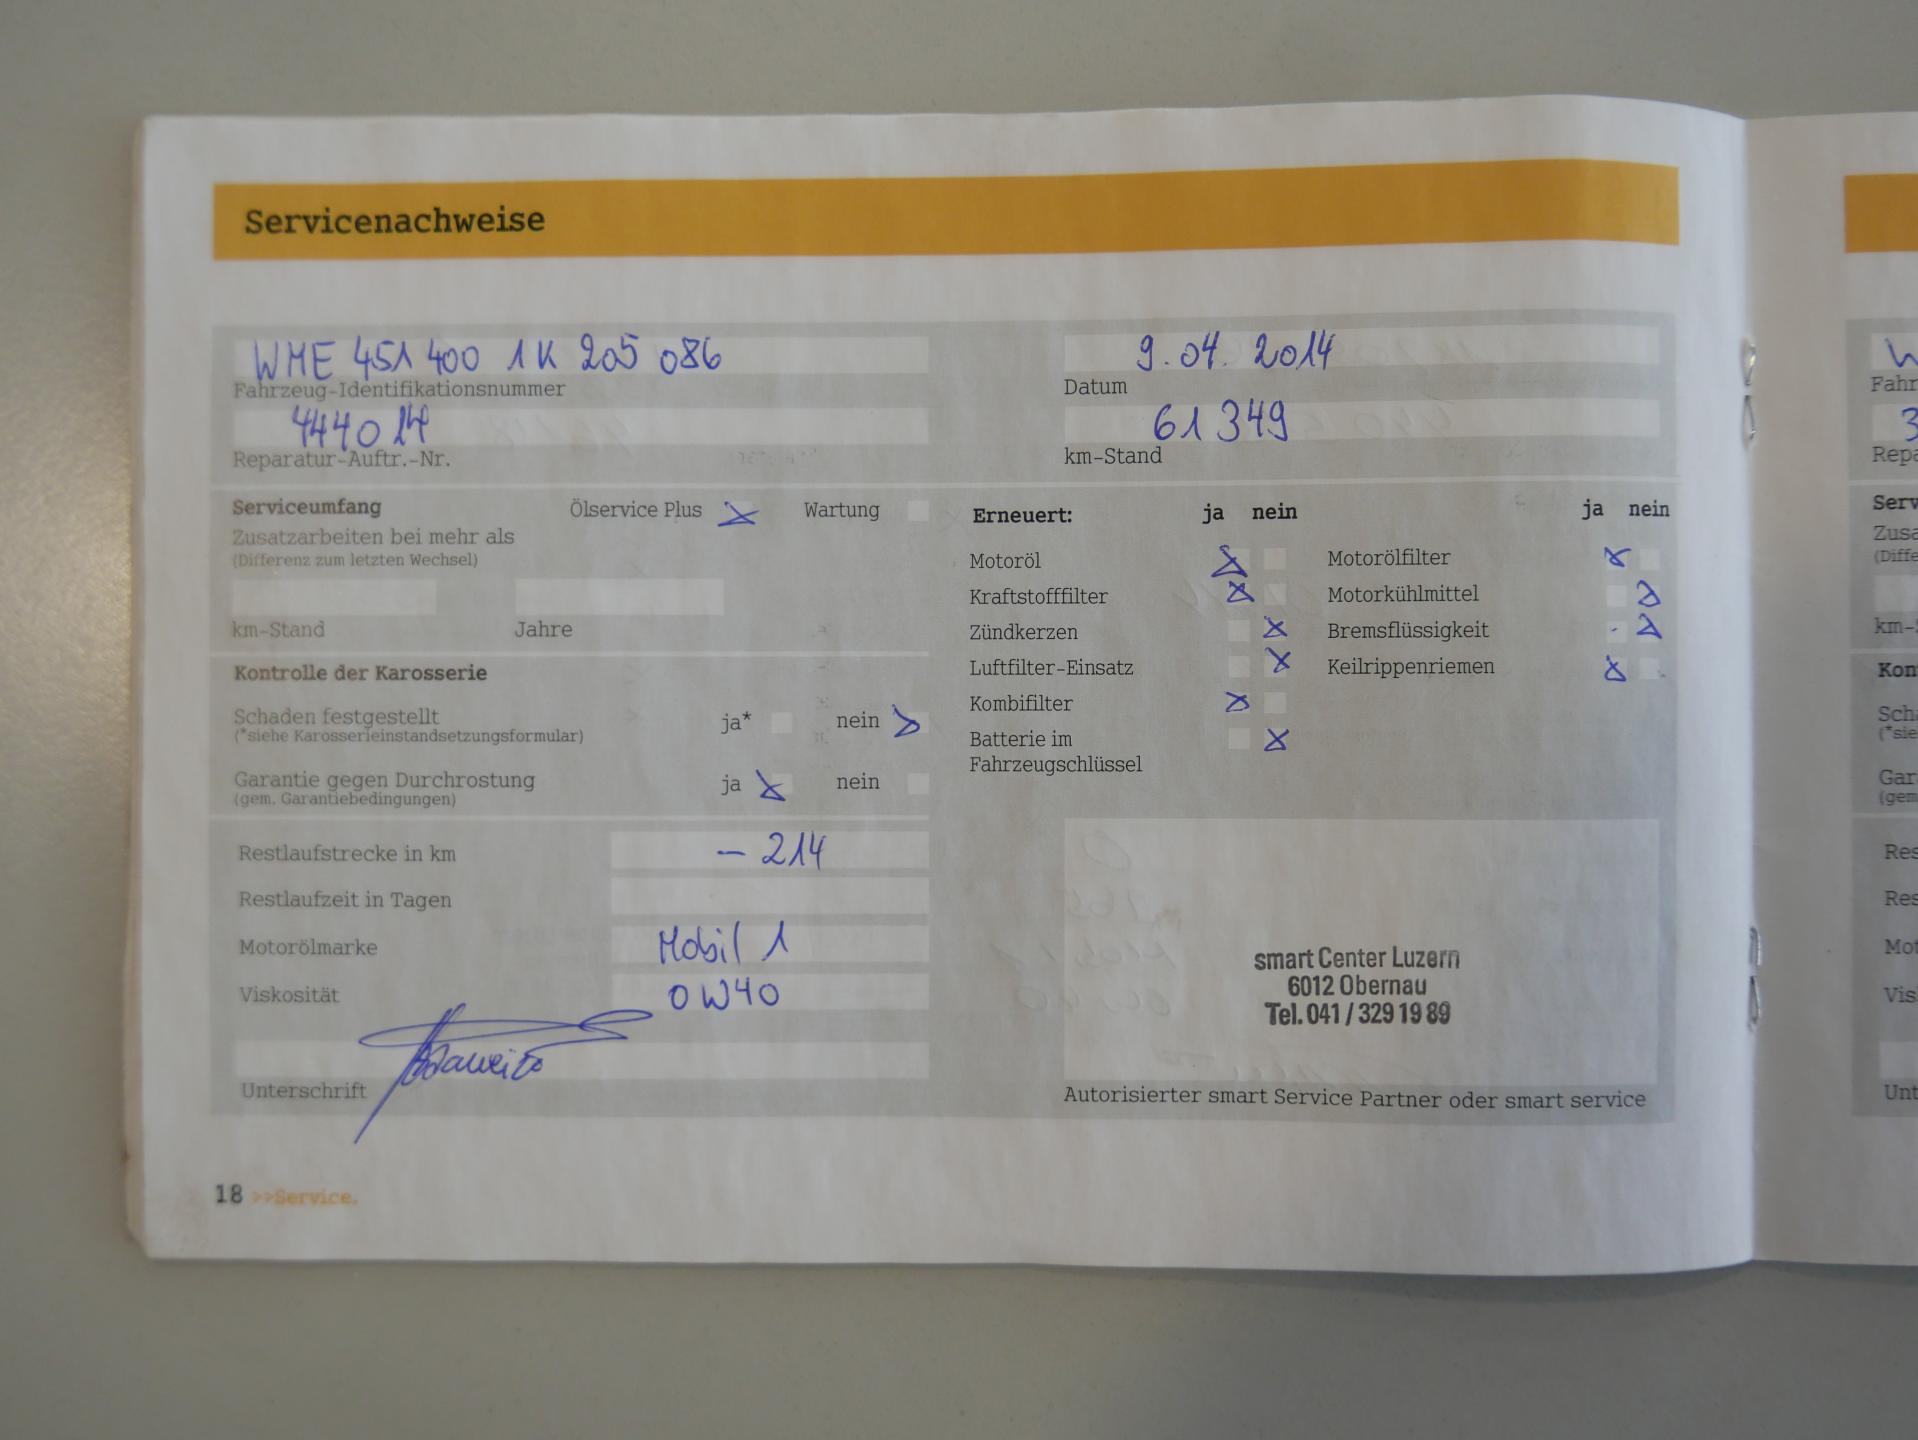 Servicenachweise
WME 451 400 1K 205 086
Fahrzeug-Identifikationsnummer
444014
Reparatur-Auftr.-Nr.
9.04.2014
Datum
61349
km-Stand
Serviceumfang Ölservice Plus Wartung
Zusatzarbeiten bei mehr als
(Differenz zum letzten Wechsel)
km-Stand Jahre
Kontrolle der Karosserie
Schaden festgestellt ja* nein
(*siehe Karosserieinstandsetzungsformular)
Garantie gegen Durchrostung ja nein
(gem. Garantiebedingungen)
Restlaufstrecke in km – 214
Restlaufzeit in Tagen
Motorölmarke Mobil 1
Viskosität 0W40
Unterschrift
Erneuert: ja nein ja nein
Motoröl Motorölfilter
Kraftstofffilter Motorkühlmittel
Zündkerzen Bremsflüssigkeit
Luftfilter-Einsatz Keilrippenriemen
Kombifilter
Batterie im
Fahrzeugschlüssel
smart Center Luzern
6012 Obernau
Tel. 041 / 329 19 89
Autorisierter smart Service Partner oder smart service
18 >>Service.